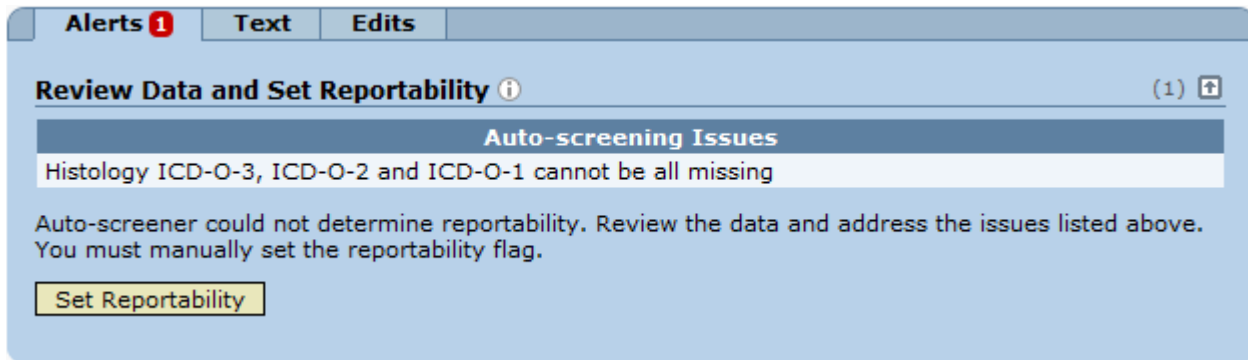 Alerts 1 Text Edits
Review Data and Set Reportability (1)
Auto-screening Issues
Histology ICD-O-3, ICD-O-2 and ICD-O-1 cannot be all missing
Auto-screener could not determine reportability. Review the data and address the issues listed above.
You must manually set the reportability flag.
Set Reportability